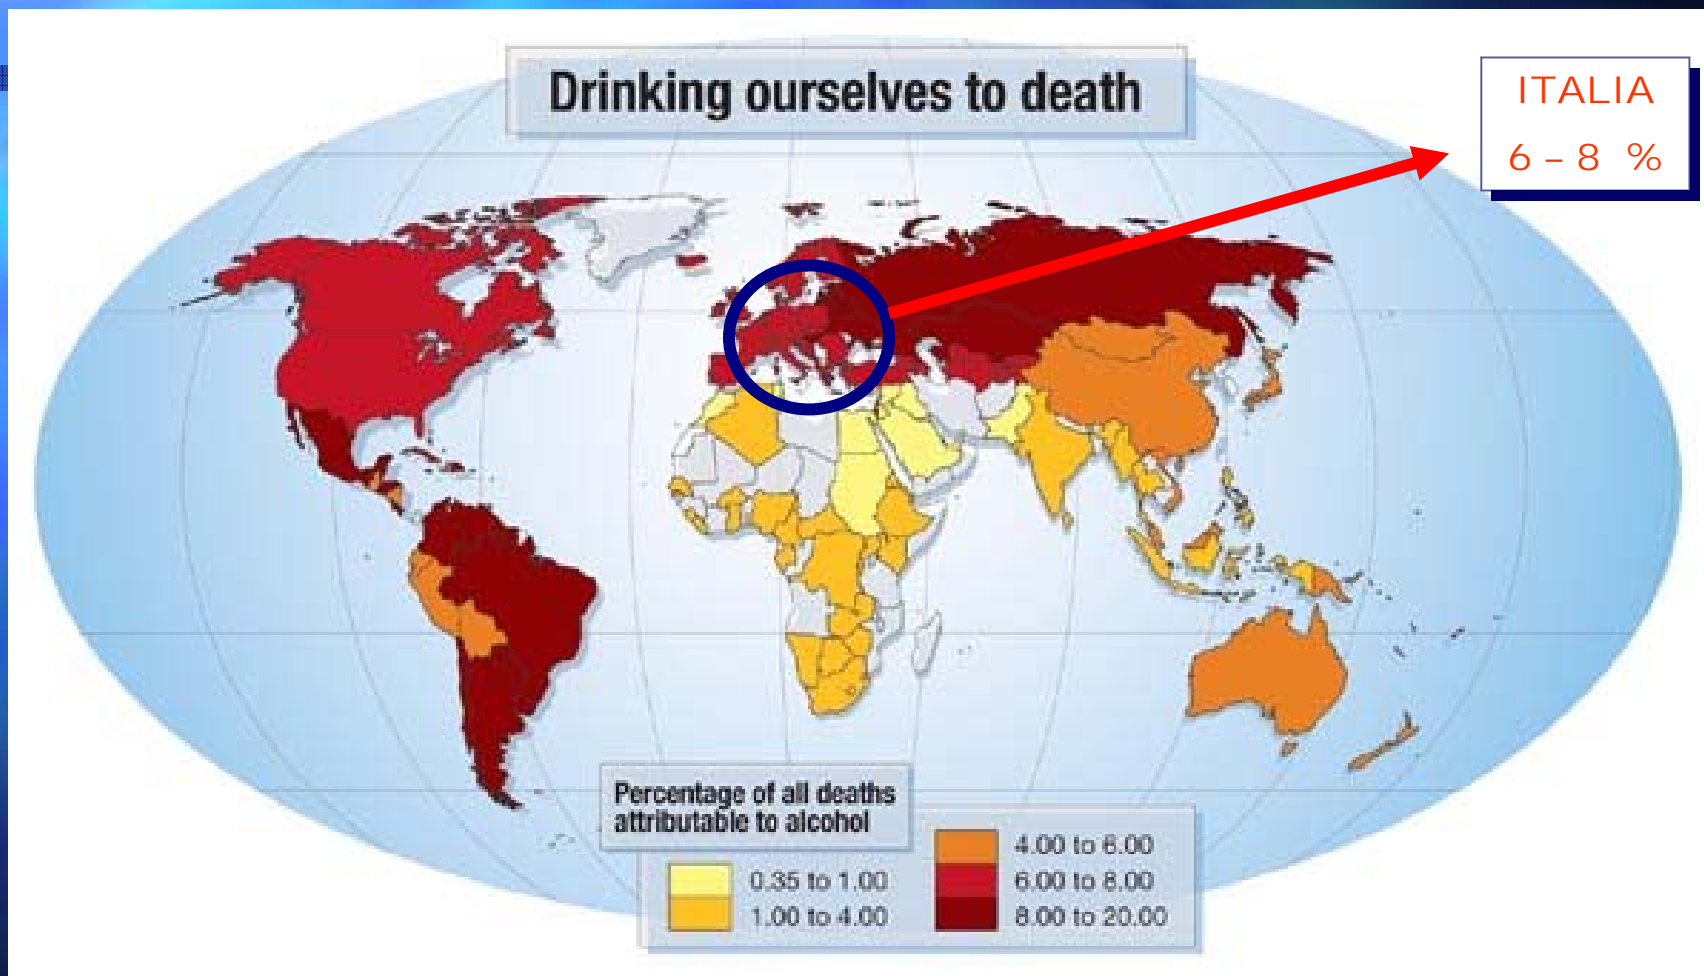 Drinking ourselves to death
ITALIA
6 – 8 %
Percentage of all deaths
attributable to alcohol
0.35 to 1.00
1.00 to 4.00
4.00 to 6.00
6.00 to 8.00
8.00 to 20.00